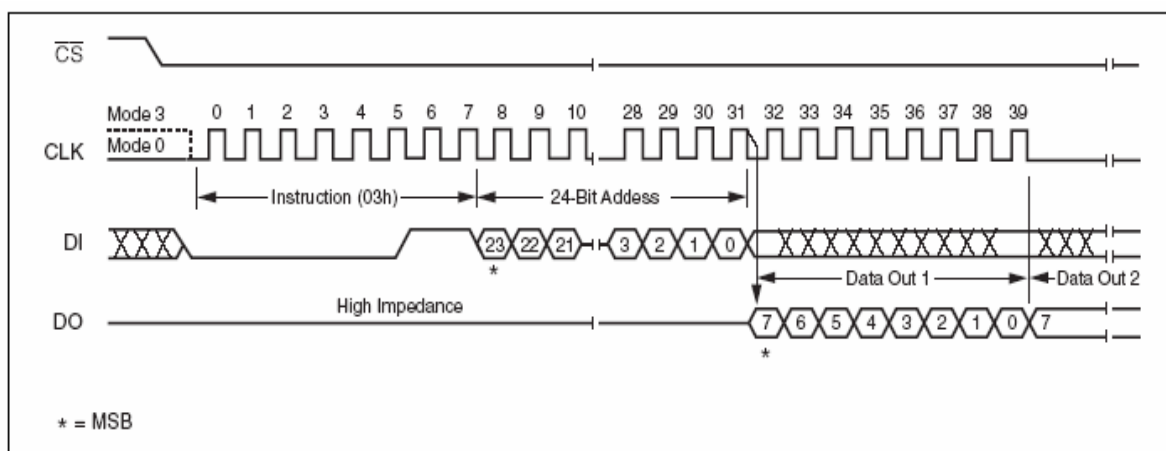 CS
Mode 3
0 1 2 3 4 5 6 7 8 9 10 28 29 30 31 32 33 34 35 36 37 38 39
CLK
Mode 0
Instruction (03h) 24-Bit Addess
DI
23 22 21 3 2 1 0
*
Data Out 1 Data Out 2
High Impedance
DO
7 6 5 4 3 2 1 0 7
*
* = MSB